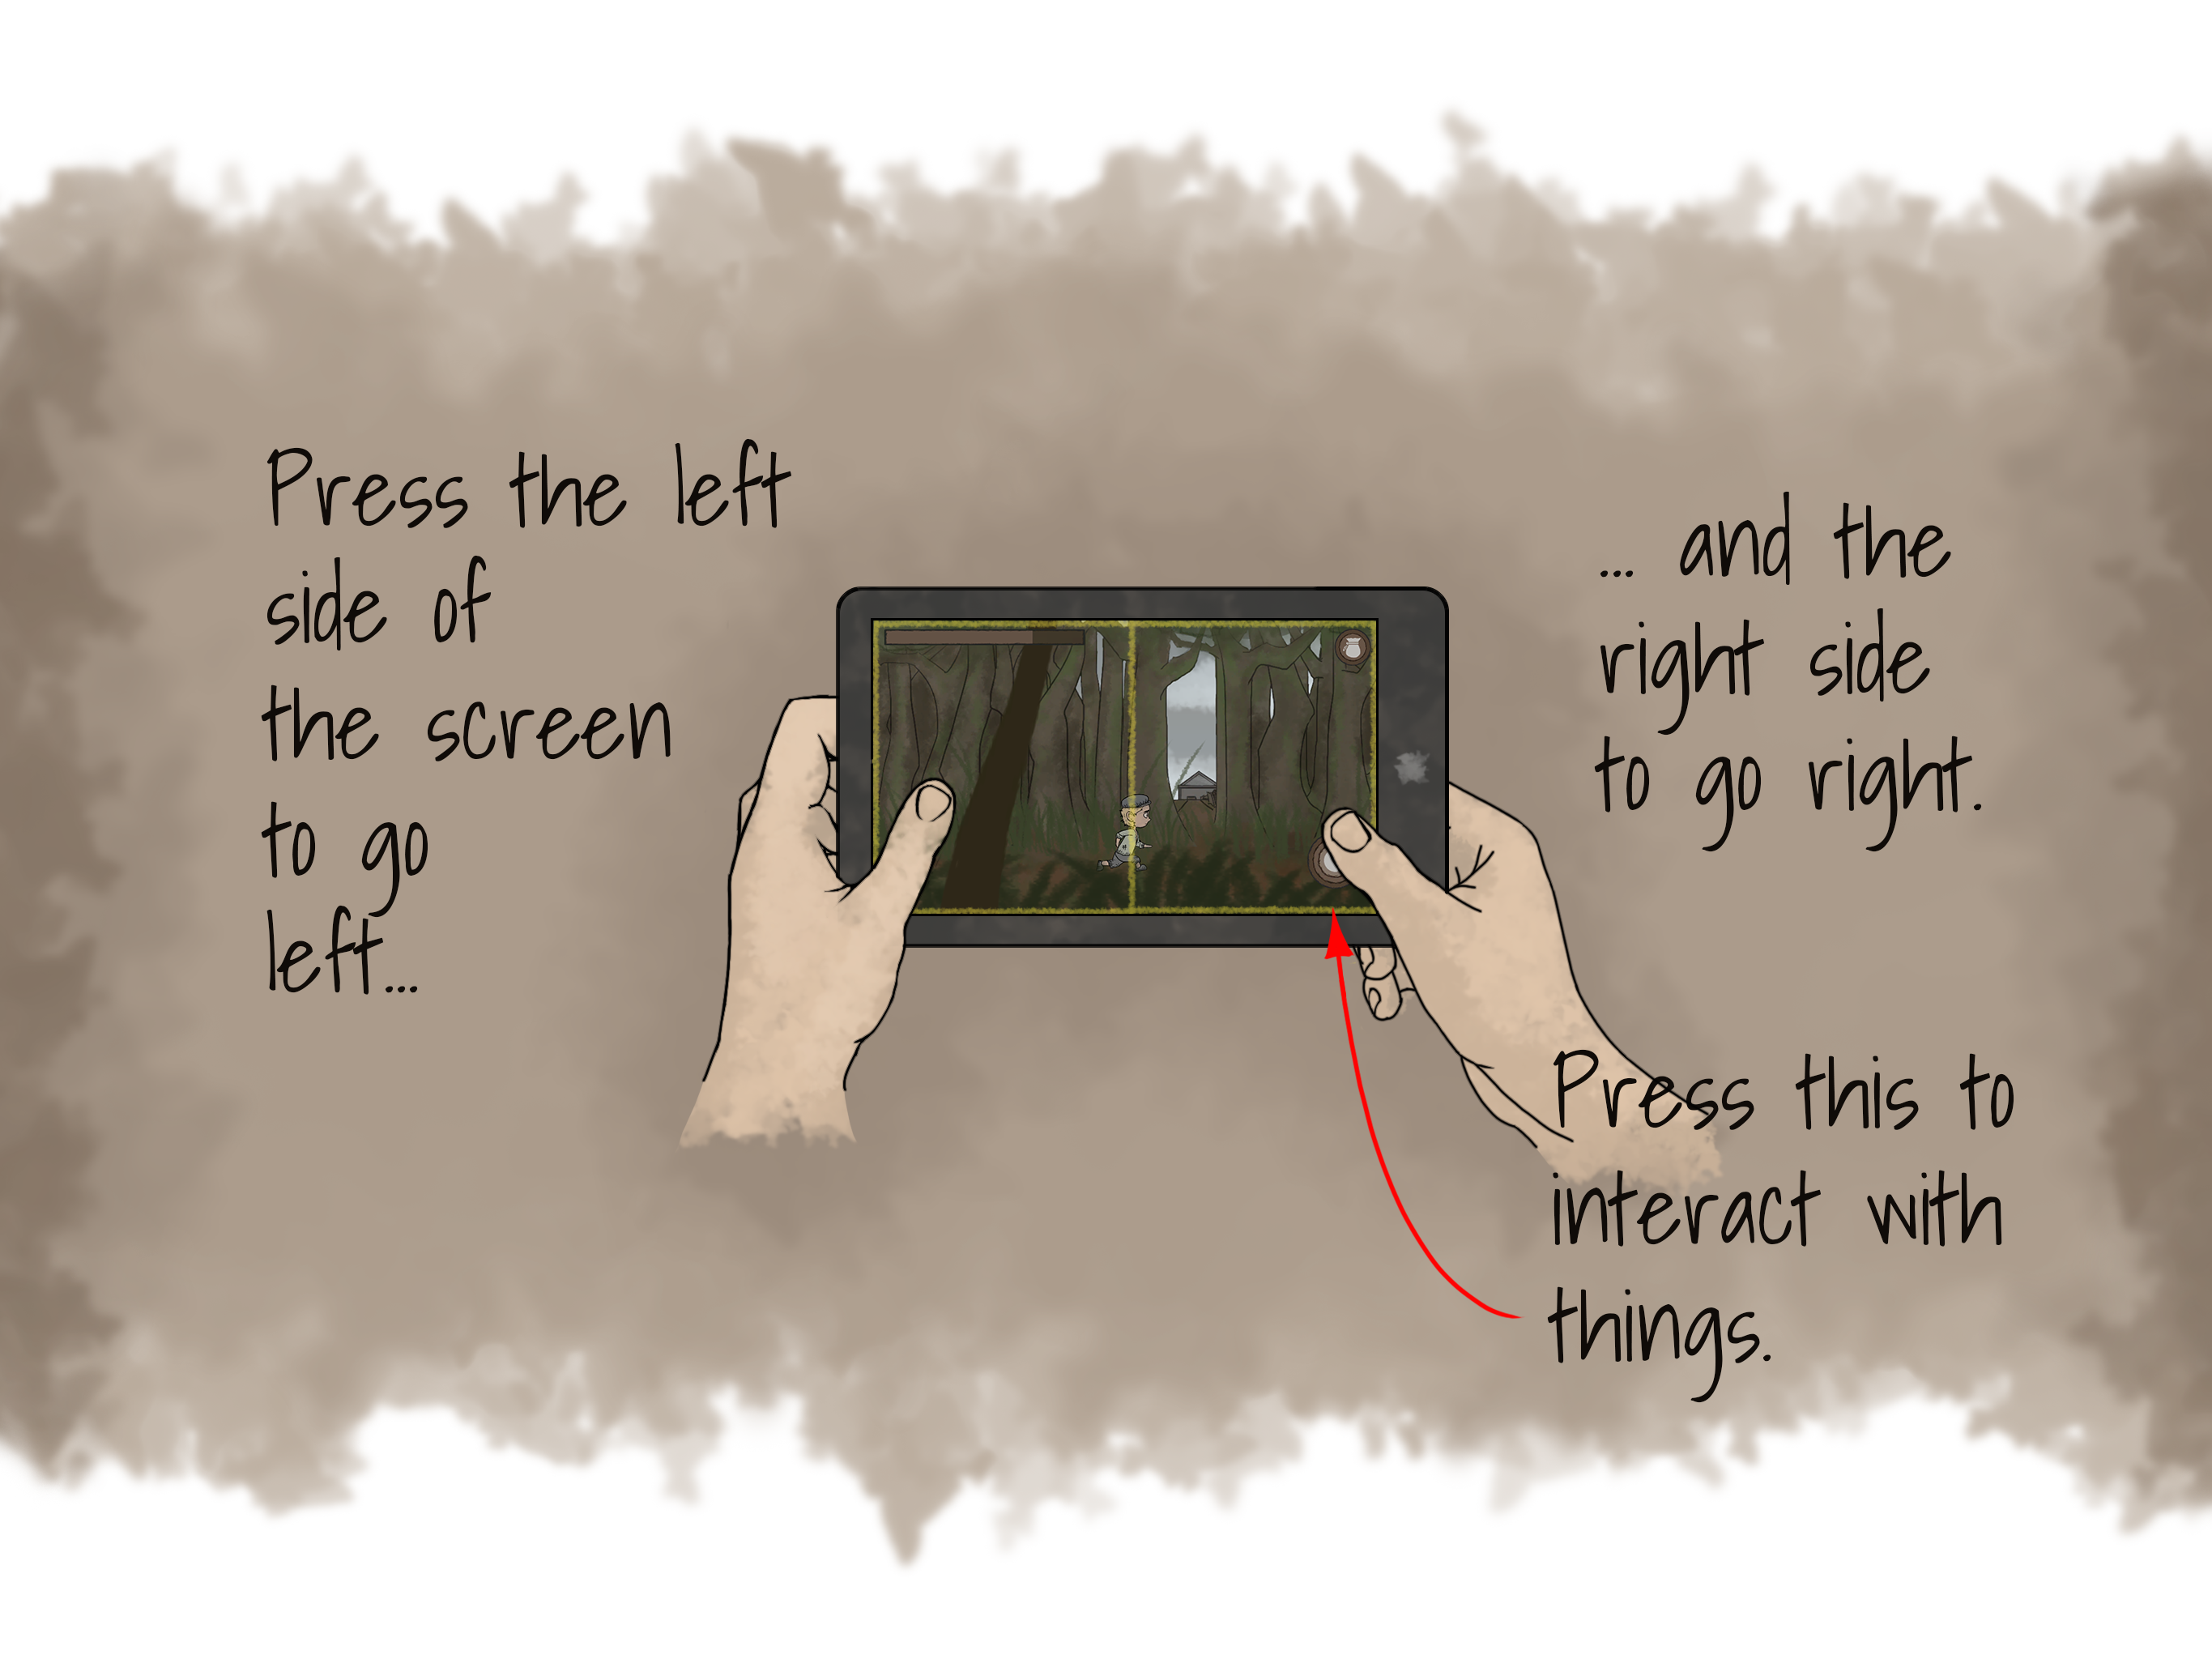 Press the left
side of
the screen
to go
left...
... and the
right side
to go right.
Press this to
interact with
things.